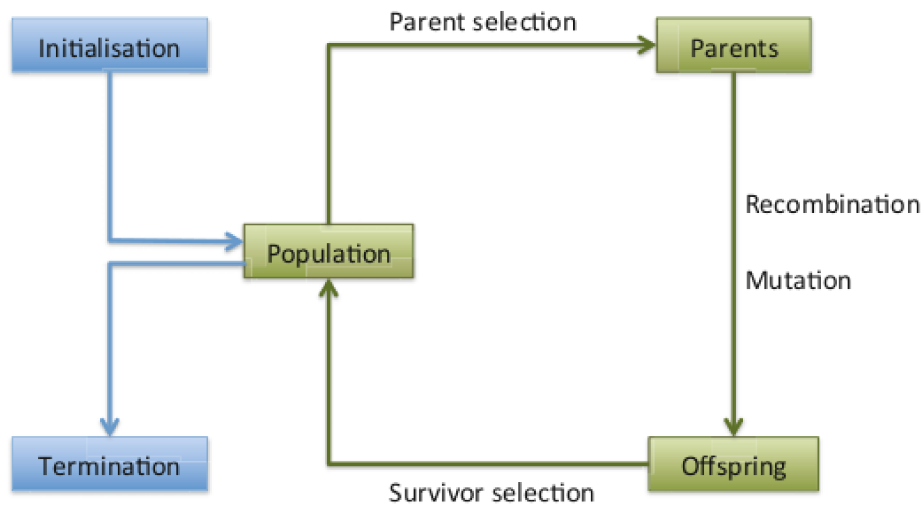 Initialisation
Parent selection
Parents
Recombination
Population
Mutation
Termination
Offspring
Survivor selection